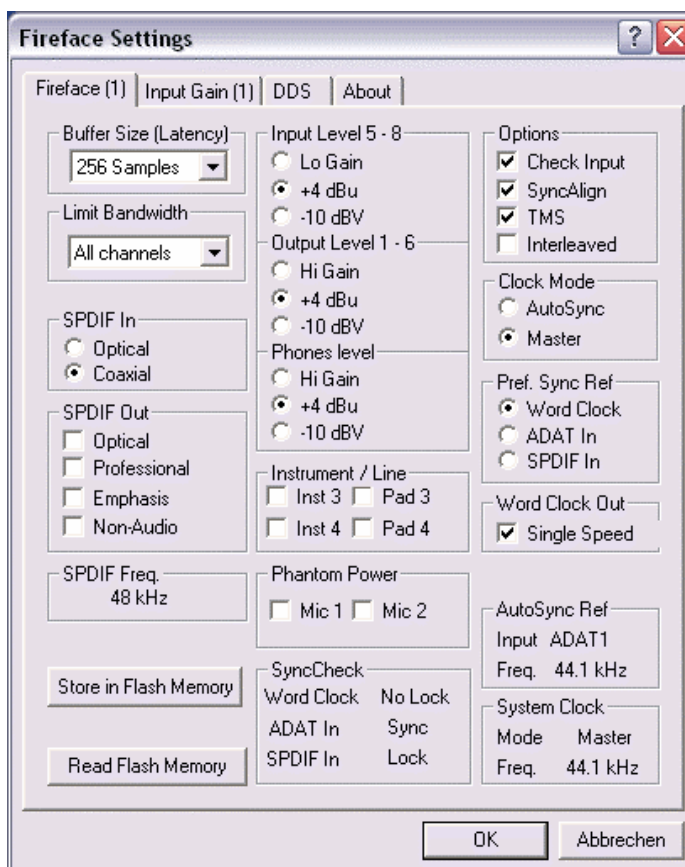 Fireface Settings
Fireface (1) Input Gain (1) DDS About
Buffer Size (Latency)
256 Samples
Limit Bandwidth
All channels
SPDIF In
Optical
Coaxial
SPDIF Out
Optical
Professional
Emphasis
Non-Audio
SPDIF Freq.
48 kHz
Store in Flash Memory
Read Flash Memory
Input Level 5 - 8
Lo Gain
+4 dBu
-10 dBV
Output Level 1 - 6
Hi Gain
+4 dBu
-10 dBV
Phones level
Hi Gain
+4 dBu
-10 dBV
Instrument / Line
Inst 3 Pad 3
Inst 4 Pad 4
Phantom Power
Mic 1 Mic 2
SyncCheck
Word Clock No Lock
ADAT In Sync
SPDIF In Lock
Options
Check Input
SyncAlign
TMS
Interleaved
Clock Mode
AutoSync
Master
Pref. Sync Ref
Word Clock
ADAT In
SPDIF In
Word Clock Out
Single Speed
AutoSync Ref
Input ADAT1
Freq. 44.1 kHz
System Clock
Mode Master
Freq. 44.1 kHz
OK Abbrechen